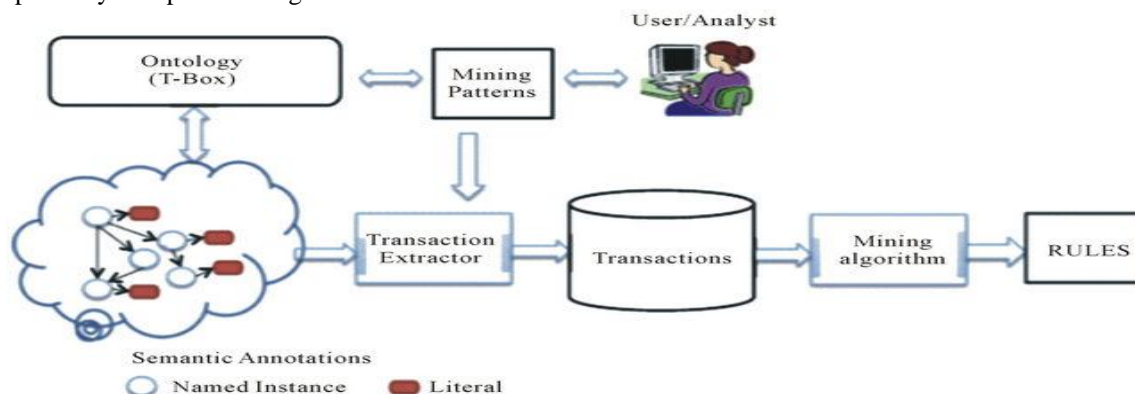 User/Analyst
Ontology
(T-Box)
Mining
Patterns
Transaction
Extractor
Transactions
Mining
algorithm
RULES
Semantic Annotations
Named Instance
Literal